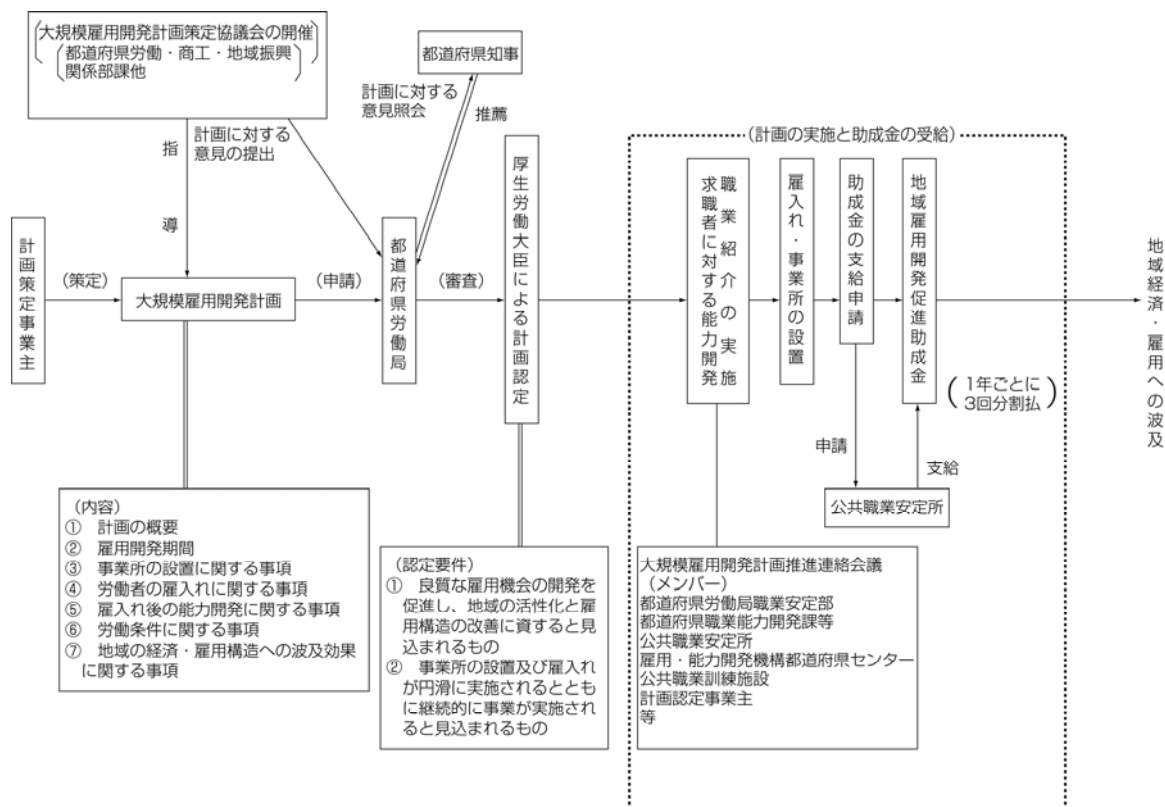 大規模雇用開発計画策定協議会の開催
都道府県労働・商工・地域振興
関係部課他
都道府県知事
計画に対する
意見照会
推薦
指導
計画に対する
意見の提出
計画策定事業主
(策定)
大規模雇用開発計画
(申請)
都道府県労働局
(審査)
厚生労働大臣による計画認定
(計画の実施と助成金の受給)
職業紹介の実施
求職者に対する能力開発
雇入れ・事業所の設置
助成金の支給申請
地域雇用開発促進助成金
(1年ごとに
3回分割払)
地域経済・雇用への波及
申請
支給
公共職業安定所
(内容)
① 計画の概要
② 雇用開発期間
③ 事業所の設置に関する事項
④ 労働者の雇入れに関する事項
⑤ 雇入れ後の能力開発に関する事項
⑥ 労働条件に関する事項
⑦ 地域の経済・雇用構造への波及効果
に関する事項
(認定要件)
① 良質な雇用機会の開発を
促進し、地域の活性化と雇
用構造の改善に資すると見
込まれるもの
② 事業所の設置及び雇入れ
が円滑に実施されるととも
に継続的に事業が実施され
ると見込まれるもの
大規模雇用開発計画推進連絡会議
(メンバー)
都道府県労働局職業安定部
都道府県職業能力開発課等
公共職業安定所
雇用・能力開発機構都道府県センター
公共職業訓練施設
計画認定事業主
等